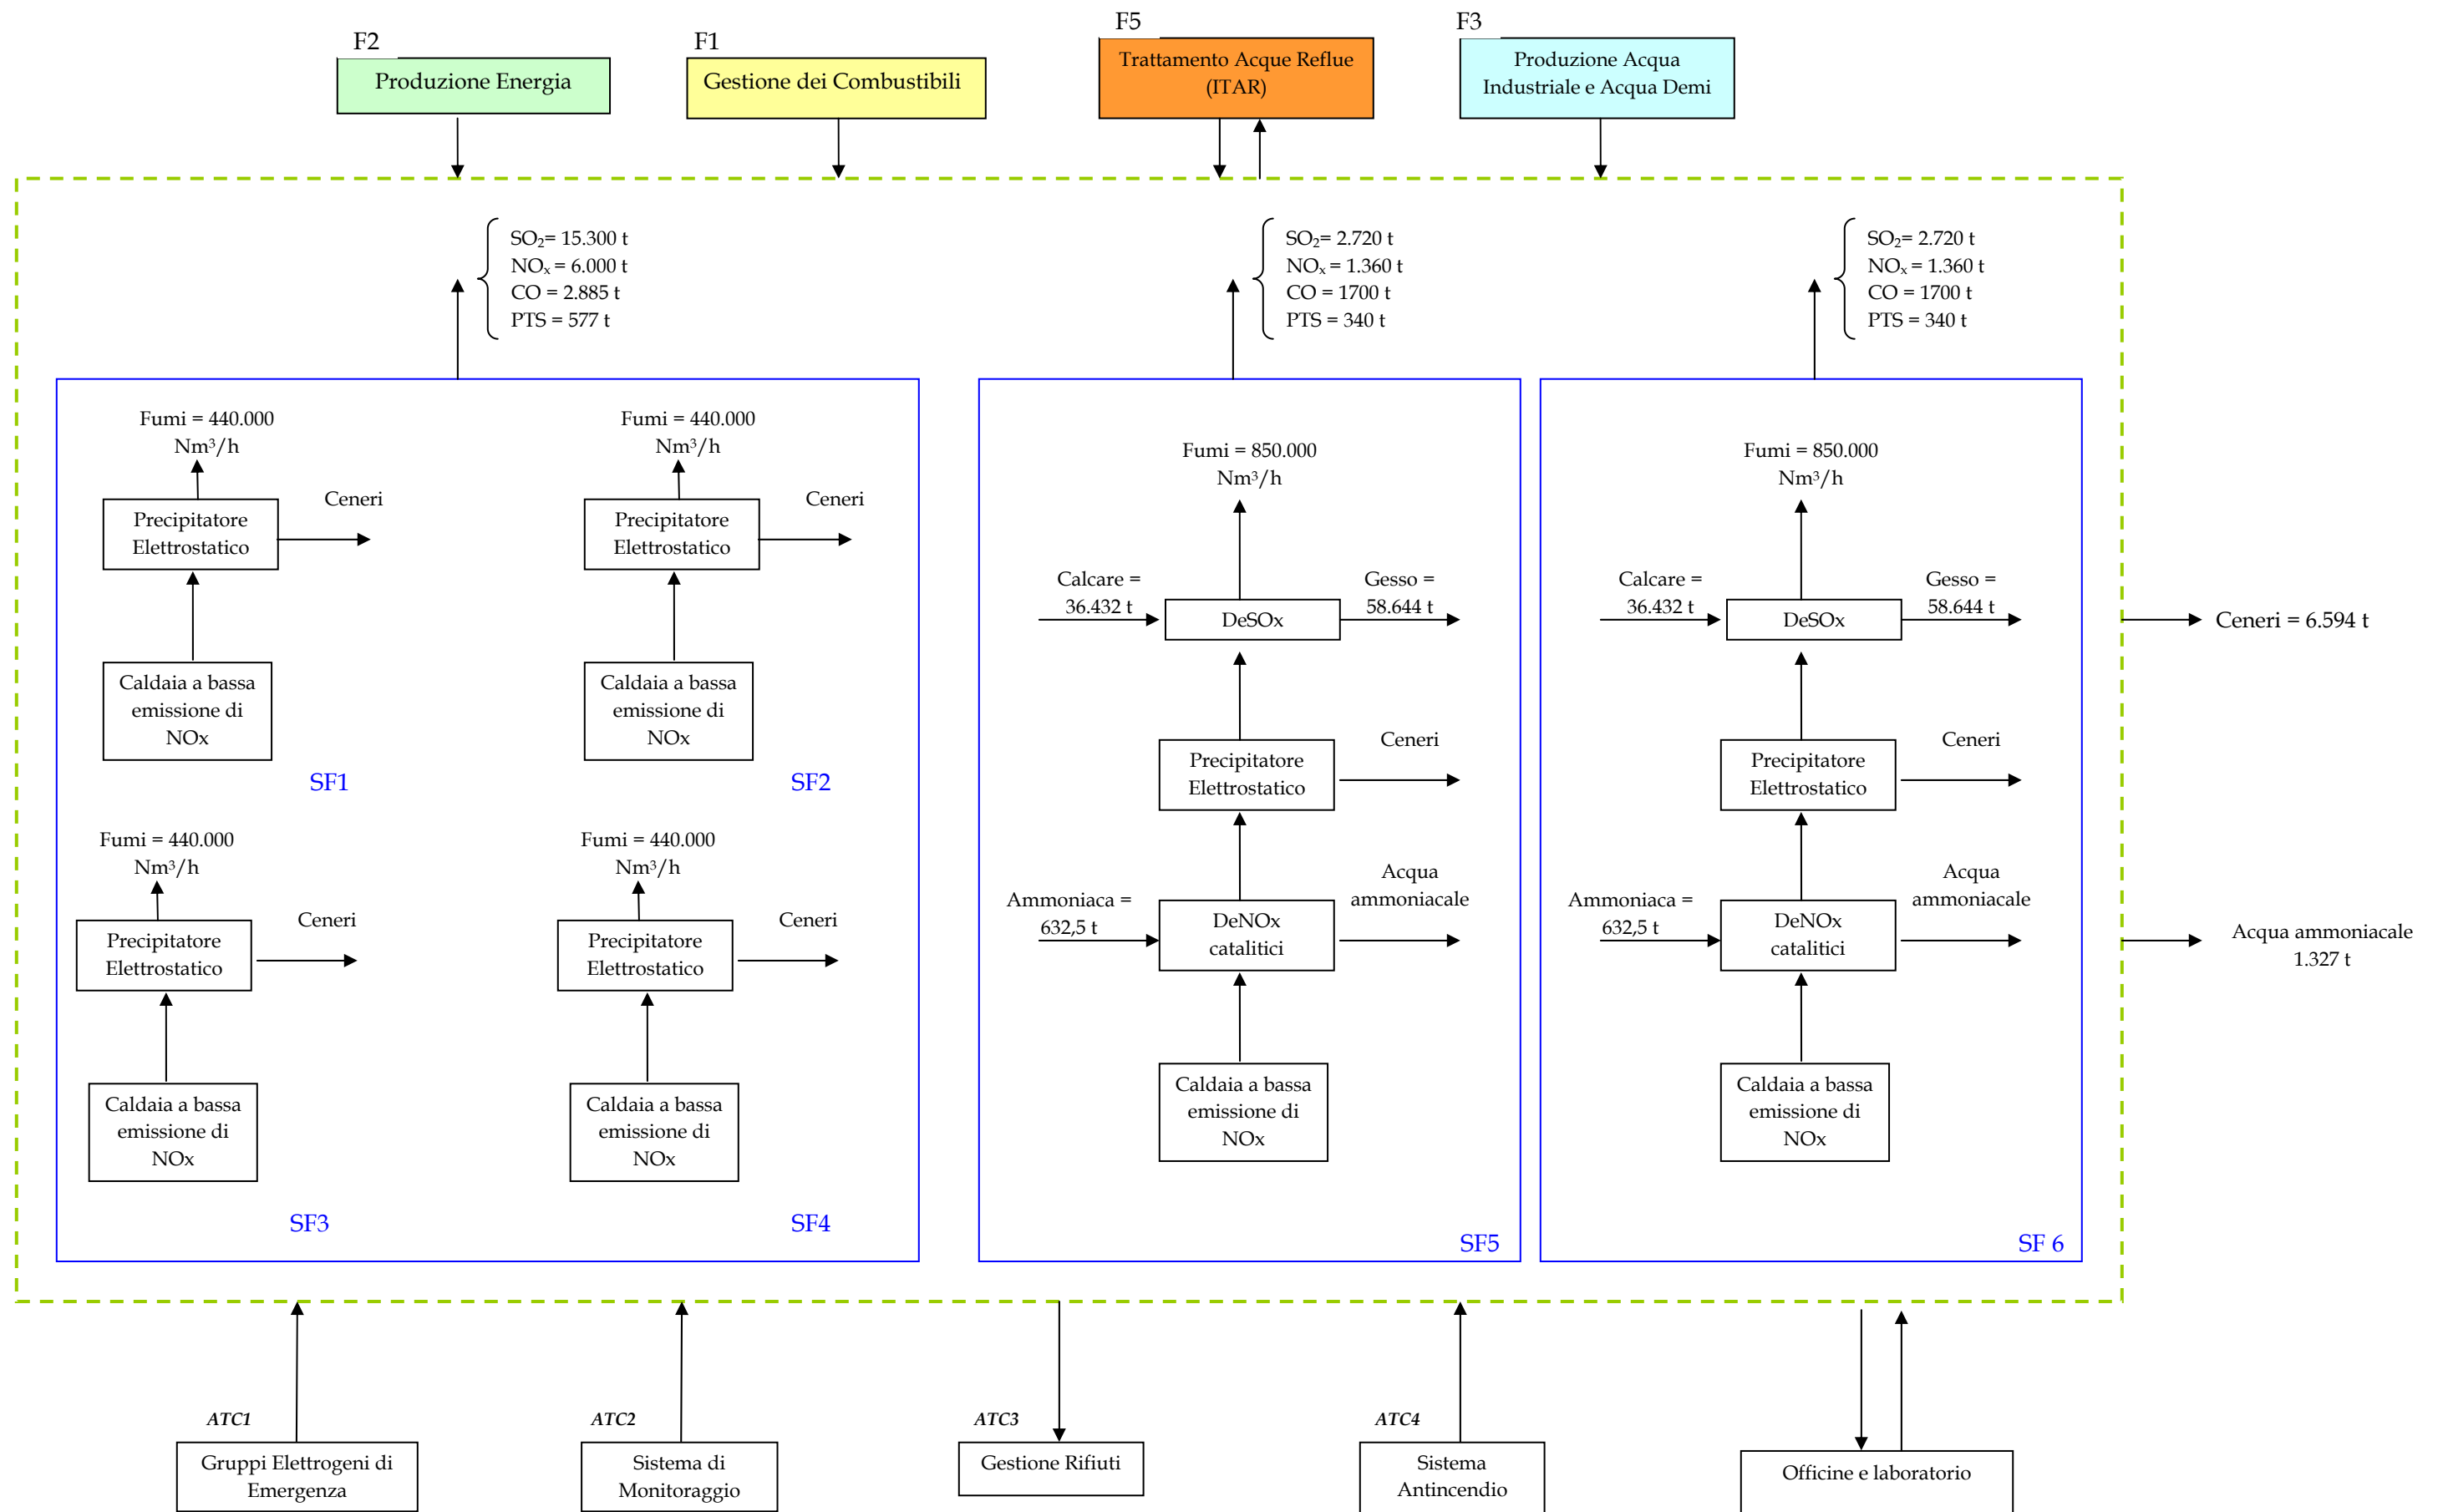 F2
Produzione Energia
F1
Gestione dei Combustibili
F5
Trattamento Acque Reflue
(ITAR)
F3
Produzione Acqua
Industriale e Acqua Demi
SO₂= 15.300 t
NOₓ = 6.000 t
CO = 2.885 t
PTS = 577 t
SO₂= 2.720 t
NOₓ = 1.360 t
CO = 1700 t
PTS = 340 t
SO₂= 2.720 t
NOₓ = 1.360 t
CO = 1700 t
PTS = 340 t
Fumi = 440.000
Nm³/h
Ceneri
Precipitatore
Elettrostatico
Caldaia a bassa
emissione di
NOx
SF1
Fumi = 440.000
Nm³/h
Ceneri
Precipitatore
Elettrostatico
Caldaia a bassa
emissione di
NOx
SF2
Fumi = 440.000
Nm³/h
Ceneri
Precipitatore
Elettrostatico
Caldaia a bassa
emissione di
NOx
SF3
Fumi = 440.000
Nm³/h
Ceneri
Precipitatore
Elettrostatico
Caldaia a bassa
emissione di
NOx
SF4
Fumi = 850.000
Nm³/h
Calcare =
36.432 t
DeSOx
Gesso =
58.644 t
Precipitatore
Elettrostatico
Ceneri
Ammoniaca =
632,5 t
DeNOx
catalitici
Acqua
ammoniacale
Caldaia a bassa
emissione di
NOx
SF5
Fumi = 850.000
Nm³/h
Calcare =
36.432 t
DeSOx
Gesso =
58.644 t
Precipitatore
Elettrostatico
Ceneri
Ammoniaca =
632,5 t
DeNOx
catalitici
Acqua
ammoniacale
Caldaia a bassa
emissione di
NOx
SF 6
Ceneri = 6.594 t
Acqua ammoniacale
1.327 t
ATC1
Gruppi Elettrogeni di
Emergenza
ATC2
Sistema di
Monitoraggio
ATC3
Gestione Rifiuti
ATC4
Sistema
Antincendio
Officine e laboratorio